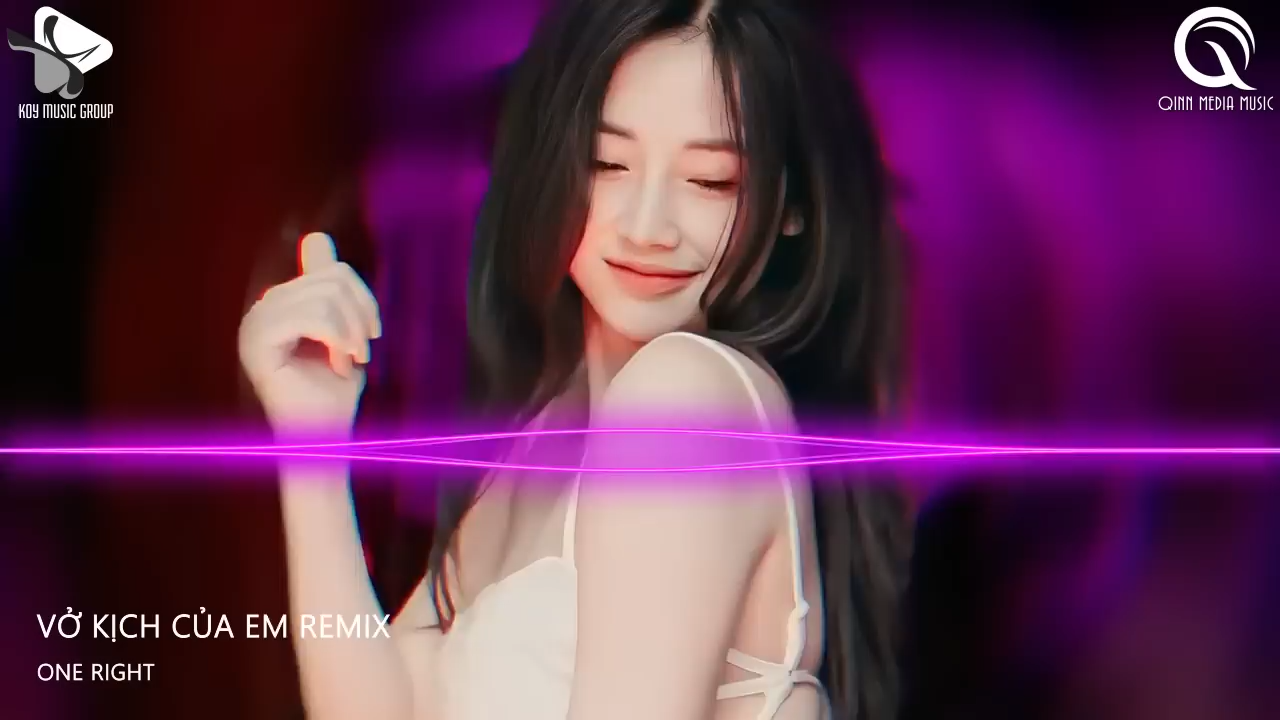 KOY MUSIC GROUP
QINN MEDIA MUSIC
VỞ KỊCH CỦA EM REMIX
ONE RIGHT